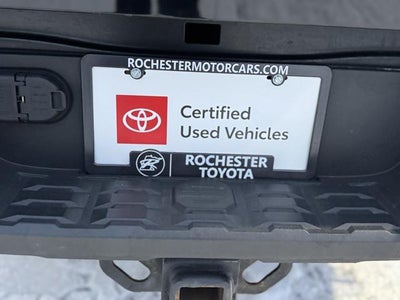 ROCHESTERMOTORCARS.COM
Certified
Used Vehicles
ROCHESTER
TOYOTA